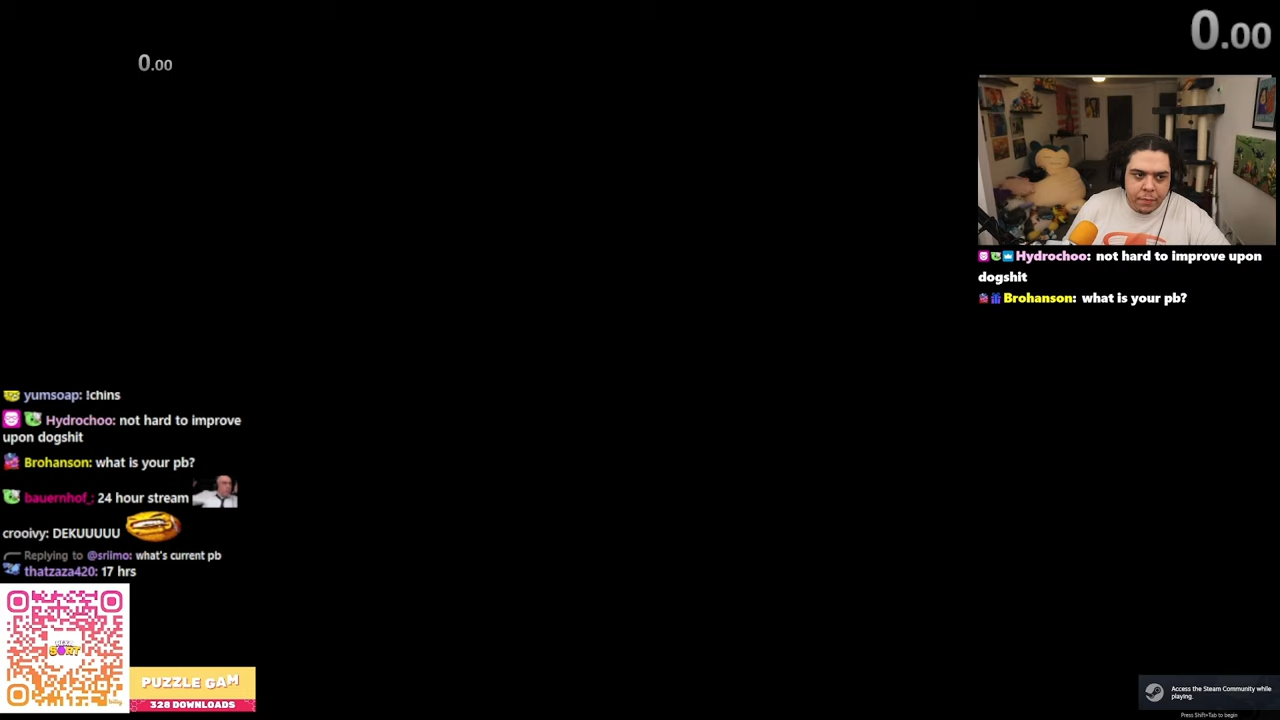 0.00
0.00
Hydrochoo: not hard to improve upon
dogshit
Brohanson: what is your pb?
yumsoap: !chins
Hydrochoo: not hard to improve
upon dogshit
Brohanson: what is your pb?
bauernhof_: 24 hour stream
crooivy: DEKUUUUU
Replying to @sriimo: what's current pb
thatzaza420: 17 hrs
SORT
PUZZLE GAM
328 DOWNLOADS
Access the Steam Community while
playing.
Press Shift+Tab to begin